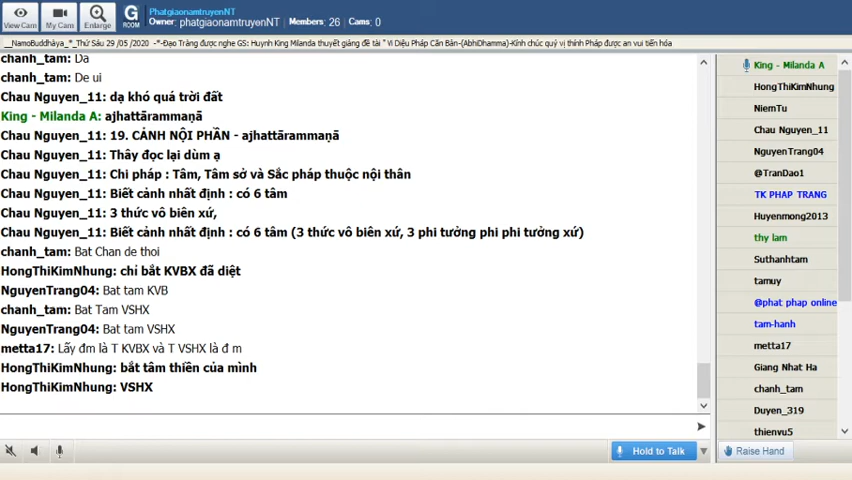 View Cam
My Cam
Enlarge
G
ROOM
PhatgiaonamtruyenNT
Owner: phatgiaonamtruyenNT Members: 26 Cams: 0
__NamoBuddhàya_*_Thứ Sáu 29 /05 /2020 -*-Đạo Tràng được nghe GS: Huynh King Milanda thuyết giảng đề tài " Vi Diệu Pháp Căn Bản-(AbhiDhamma)-Kính chúc quý vị thính Pháp được an vui tiến hóa
chanh_tam: Da
chanh_tam: De ui
Chau Nguyen_11: dạ khó quá trời đất
King - Milanda A: ajhattārammaṇā
Chau Nguyen_11: 19. CẢNH NỘI PHẦN - ajhattārammaṇā
Chau Nguyen_11: Thầy đọc lại dùm ạ
Chau Nguyen_11: Chi pháp : Tâm, Tâm sở và Sắc pháp thuộc nội thân
Chau Nguyen_11: Biết cảnh nhất định : có 6 tâm
Chau Nguyen_11: 3 thức vô biên xứ,
Chau Nguyen_11: Biết cảnh nhất định : có 6 tâm (3 thức vô biên xứ, 3 phi tưởng phi phi tưởng xứ)
chanh_tam: Bat Chan de thoi
HongThiKimNhung: chỉ bắt KVBX đã diệt
NguyenTrang04: Bat tam KVB
chanh_tam: Bat Tam VSHX
NguyenTrang04: Bat tam VSHX
metta17: Lấy đm là T KVBX và T VSHX là đ m
HongThiKimNhung: bắt tâm thiền của mình
HongThiKimNhung: VSHX
King - Milanda A
HongThiKimNhung
NiemTu
Chau Nguyen_11
NguyenTrang04
@TranDao1
TK PHAP TRANG
Huyenmong2013
thy lam
Suthanhtam
tamuy
@phat phap online
tam-hanh
metta17
Giang Nhat Ha
chanh_tam
Duyen_319
thienvu5
Hold to Talk
Raise Hand